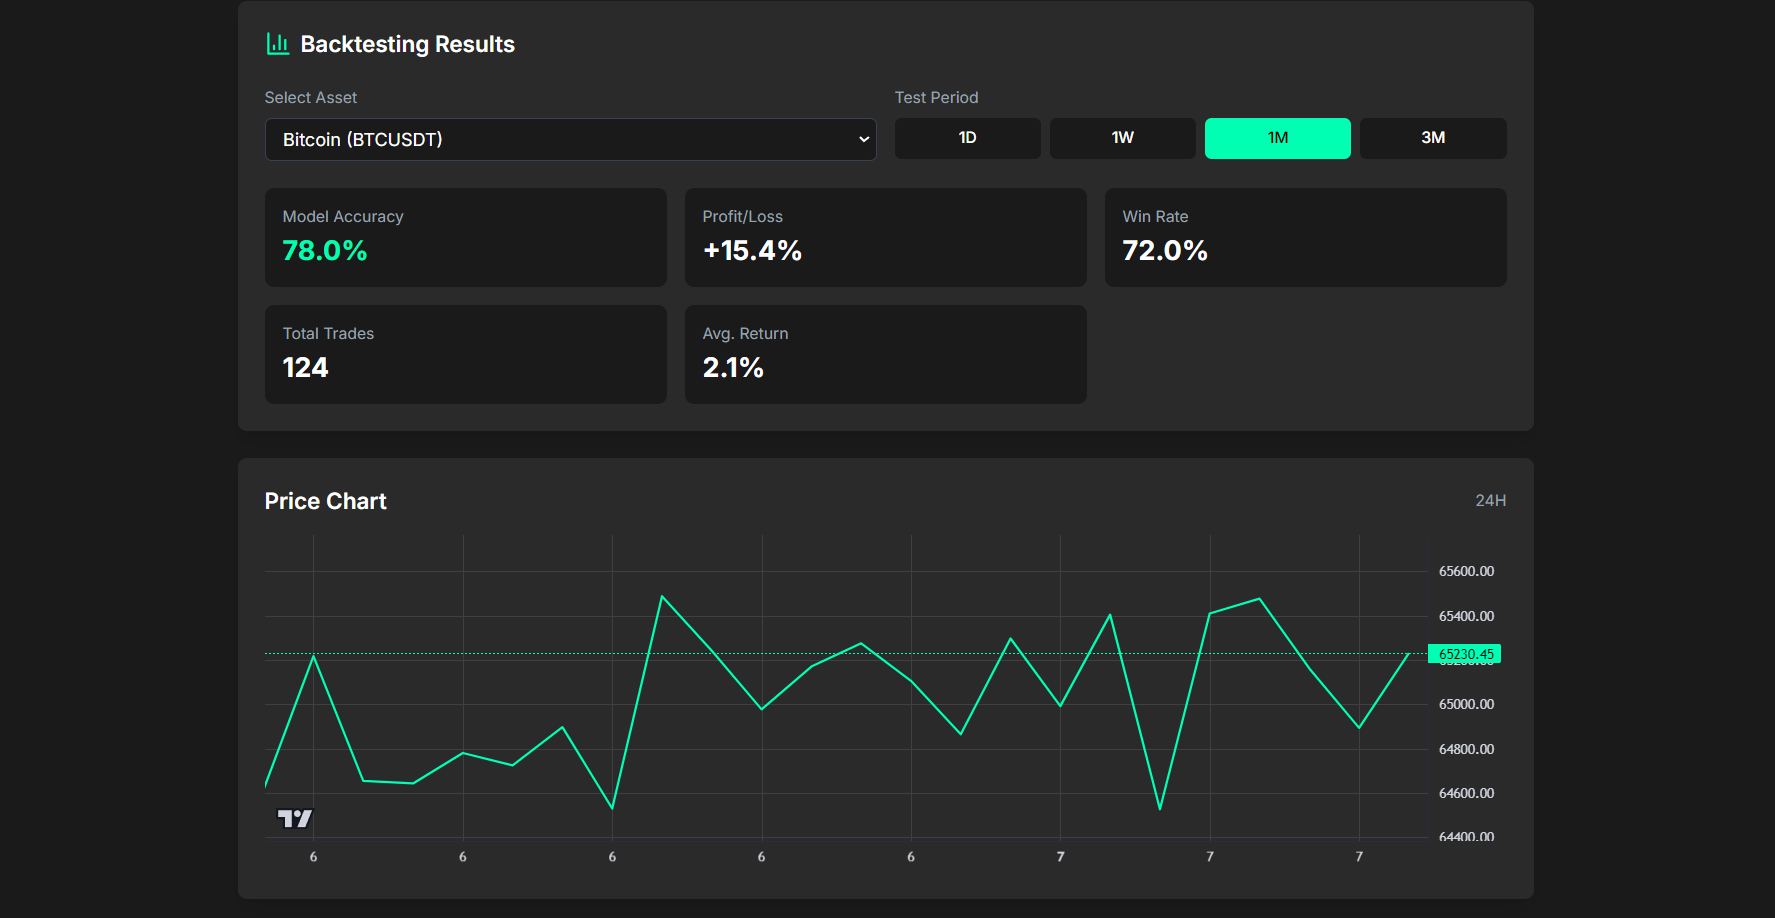 Backtesting Results
Select Asset
Test Period
Bitcoin (BTCUSDT)
1D
1W
1M
3M
Model Accuracy
78.0%
Profit/Loss
+15.4%
Win Rate
72.0%
Total Trades
124
Avg. Return
2.1%
Price Chart
24H
65600.00
65400.00
65230.45
65000.00
64800.00
64600.00
64400.00
6
6
6
6
6
7
7
7